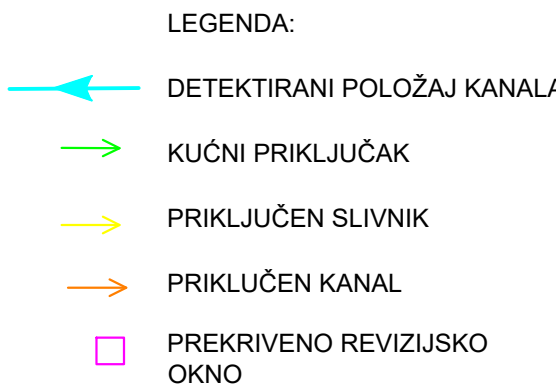 LEGENDA:
DETEKTIRANI POLOŽAJ KANALA
KUĆNI PRIKLJUČAK
PRIKLJUČEN SLIVNIK
PRIKLUČEN KANAL
PREKRIVENO REVIZIJSKO
OKNO